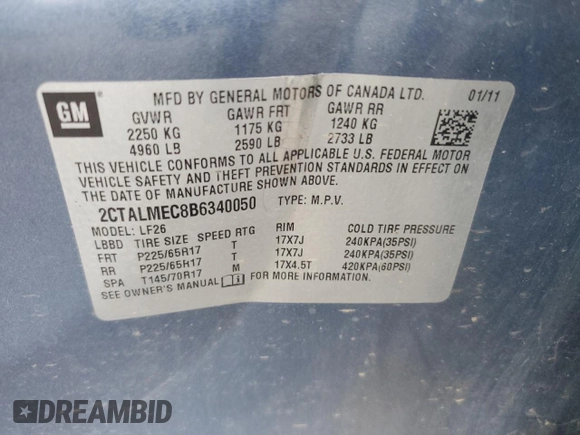 GM
MFD BY GENERAL MOTORS OF CANADA LTD. 01/11
GVWR GAWR FRT GAWR RR
2250 KG 1175 KG 1240 KG
4960 LB 2590 LB 2733 LB
THIS VEHICLE CONFORMS TO ALL APPLICABLE U.S. FEDERAL MOTOR
VEHICLE SAFETY AND THEFT PREVENTION STANDARDS IN EFFECT ON
THE DATE OF MANUFACTURE SHOWN ABOVE.
2CTALMEC8B6340050 TYPE: M.P.V.
MODEL: LF26
LBBD TIRE SIZE SPEED RTG RIM COLD TIRE PRESSURE
FRT P225/65R17 T 17X7J 240KPA(35PSI)
RR P225/65R17 T 17X7J 240KPA(35PSI)
SPA T145/70R17 M 17X4.5T 420KPA(60PSI)
SEE OWNER'S MANUAL FOR MORE INFORMATION.
DREAMBID